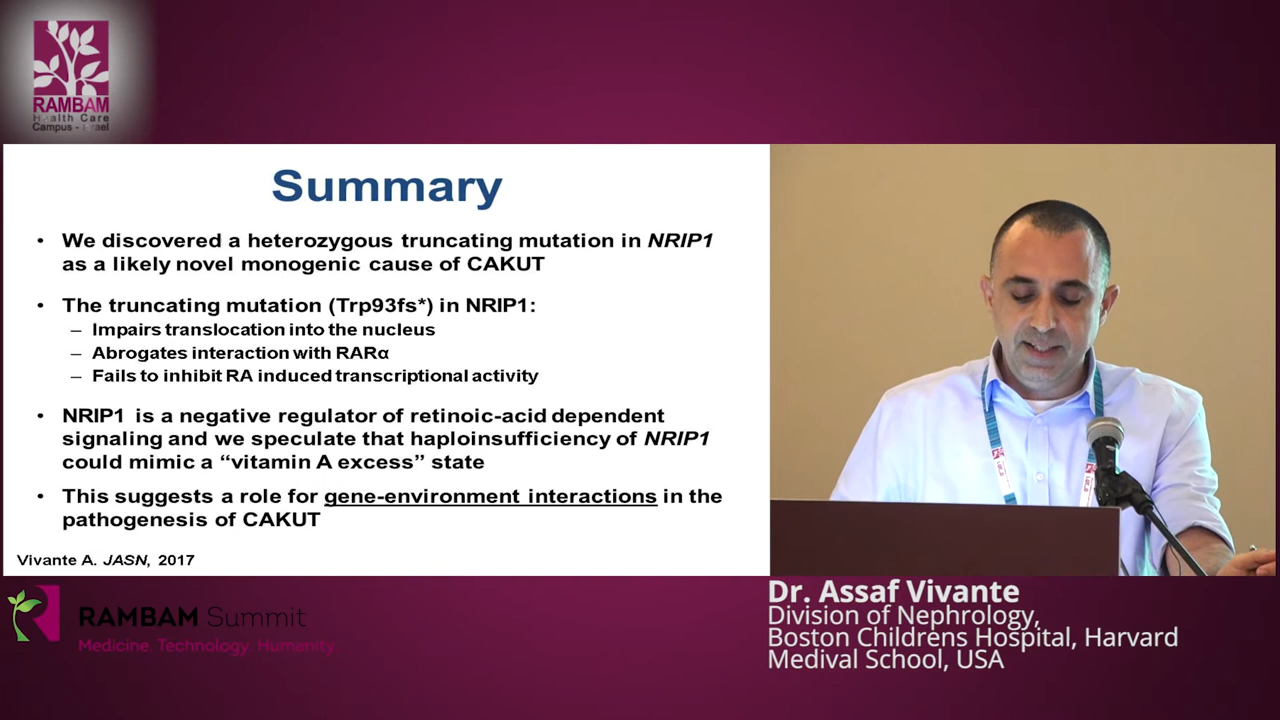 RAMBAM
Health Care
Campus - Israel
Summary
• We discovered a heterozygous truncating mutation in NRIP1
as a likely novel monogenic cause of CAKUT
• The truncating mutation (Trp93fs*) in NRIP1:
– Impairs translocation into the nucleus
– Abrogates interaction with RARα
– Fails to inhibit RA induced transcriptional activity
• NRIP1 is a negative regulator of retinoic-acid dependent
signaling and we speculate that haploinsufficiency of NRIP1
could mimic a “vitamin A excess” state
• This suggests a role for gene-environment interactions in the
pathogenesis of CAKUT
Vivante A. JASN, 2017
RAMBAM Summit
Medicine. Technology. Humanity
Dr. Assaf Vivante
Division of Nephrology,
Boston Childrens Hospital, Harvard
Medival School, USA